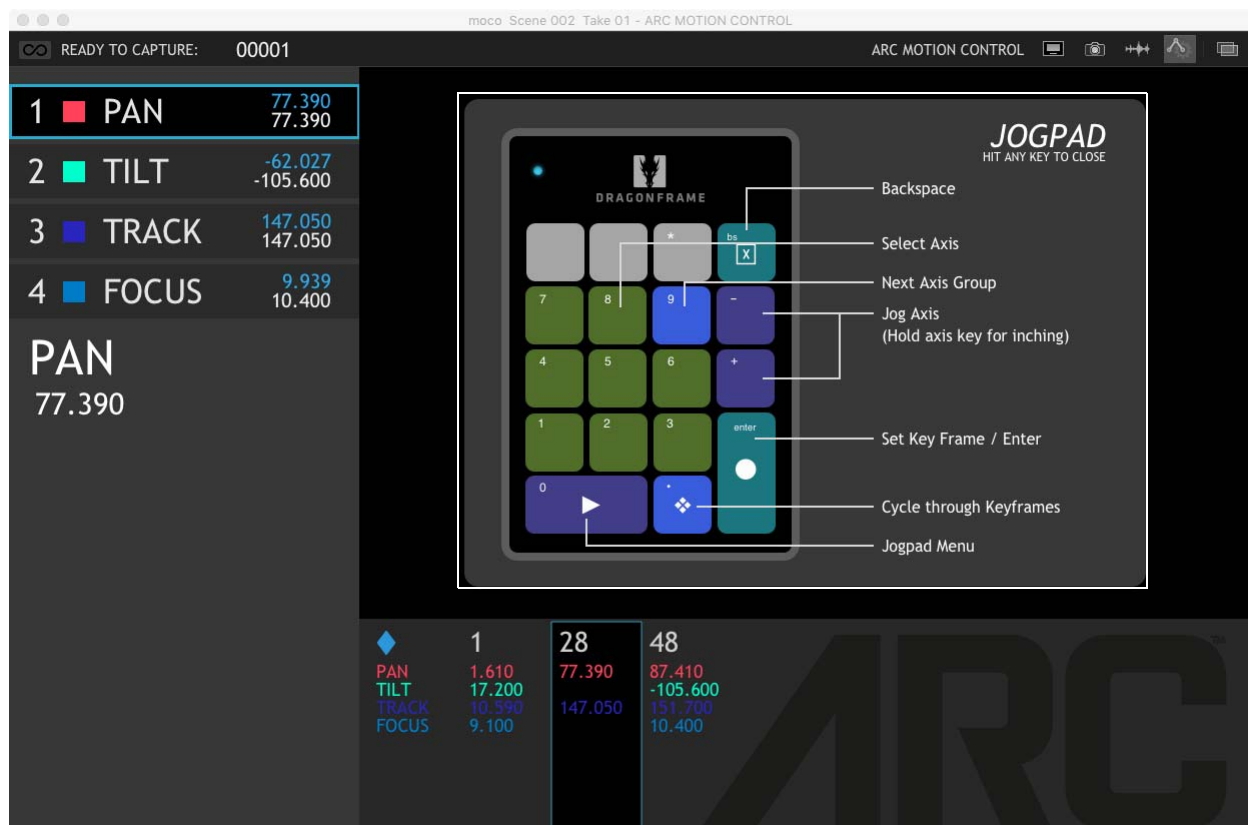 moco Scene 002 Take 01 - ARC MOTION CONTROL
READY TO CAPTURE: 00001
ARC MOTION CONTROL
1 PAN 77.390
77.390
2 TILT -62.027
-105.600
3 TRACK 147.050
147.050
4 FOCUS 9.939
10.400
PAN
77.390
JOGPAD
HIT ANY KEY TO CLOSE
DRAGONFRAME
*
bs
X
7
8
9
-
4
5
6
+
1
2
3
enter
0
.
Backspace
Select Axis
Next Axis Group
Jog Axis
(Hold axis key for inching)
Set Key Frame / Enter
Cycle through Keyframes
Jogpad Menu
1 28 48
PAN 1.610 77.390 87.410
TILT 17.200 -105.600
TRACK 10.590 147.050 151.700
FOCUS 9.100 10.400
ARC
TM